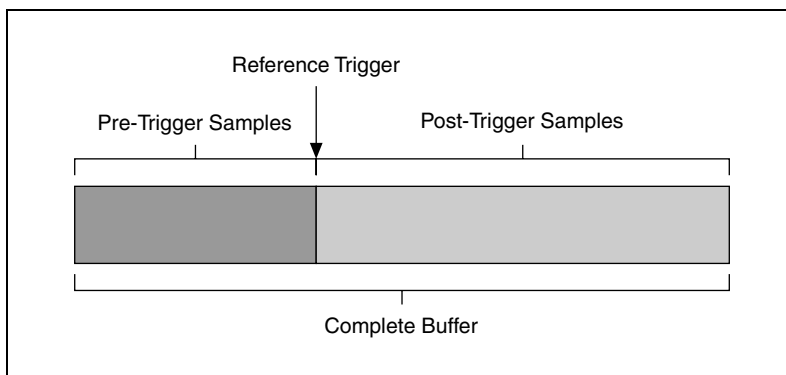 Reference Trigger
Pre-Trigger Samples
Post-Trigger Samples
Complete Buffer